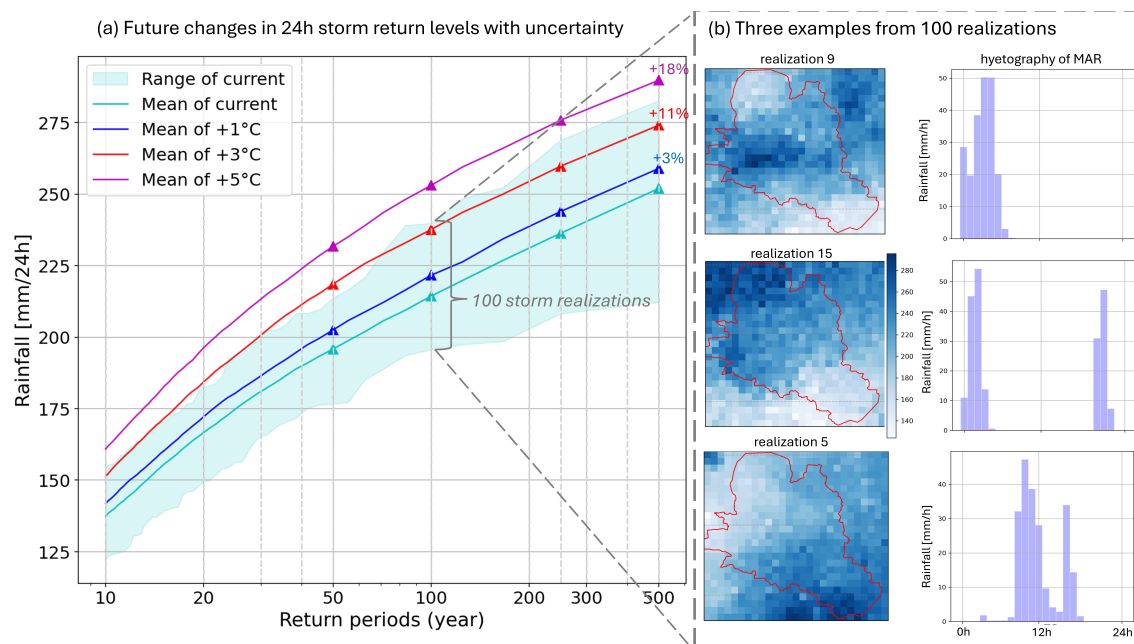 (a) Future changes in 24h storm return levels with uncertainty
Range of current
Mean of current
Mean of +1°C
Mean of +3°C
Mean of +5°C
+18%
+11%
+3%
100 storm realizations
Rainfall [mm/24h]
275
250
225
200
175
150
125
10
20
50
100
200
300
500
Return periods (year)
(b) Three examples from 100 realizations
realization 9
hyetography of MAR
Rainfall [mm/h]
50
40
30
20
10
0
realization 15
280
260
240
220
200
180
160
140
Rainfall [mm/h]
50
40
30
20
10
0
realization 5
Rainfall [mm/h]
40
30
20
10
0
0h
12h
24h